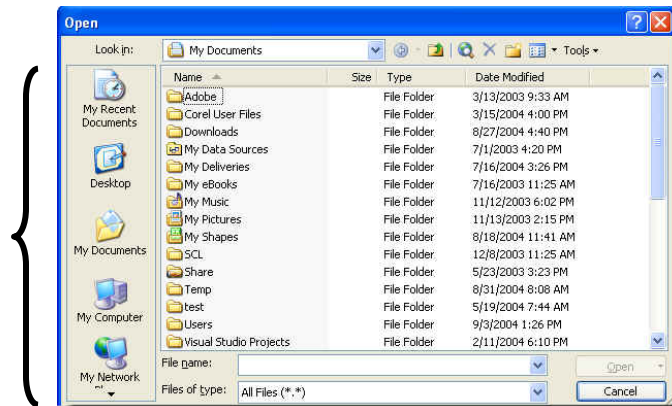 Open
Look in: My Documents Tools
My Recent
Documents
Desktop
My Documents
My Computer
My Network
Name Size Type Date Modified
Adobe File Folder 3/13/2003 9:33 AM
Corel User Files File Folder 3/15/2004 4:00 PM
Downloads File Folder 8/27/2004 4:40 PM
My Data Sources File Folder 7/1/2003 4:20 PM
My Deliveries File Folder 7/16/2004 3:26 PM
My eBooks File Folder 7/16/2003 11:25 AM
My Music File Folder 11/12/2003 6:02 PM
My Pictures File Folder 11/13/2003 2:15 PM
My Shapes File Folder 8/18/2004 11:41 AM
SCL File Folder 12/8/2003 11:25 AM
Share File Folder 5/23/2003 3:23 PM
Temp File Folder 8/31/2004 8:08 AM
test File Folder 5/19/2004 7:44 AM
Users File Folder 9/3/2004 1:26 PM
Visual Studio Projects File Folder 2/11/2004 6:10 PM
File name: Open
Files of type: All Files (*.*) Cancel